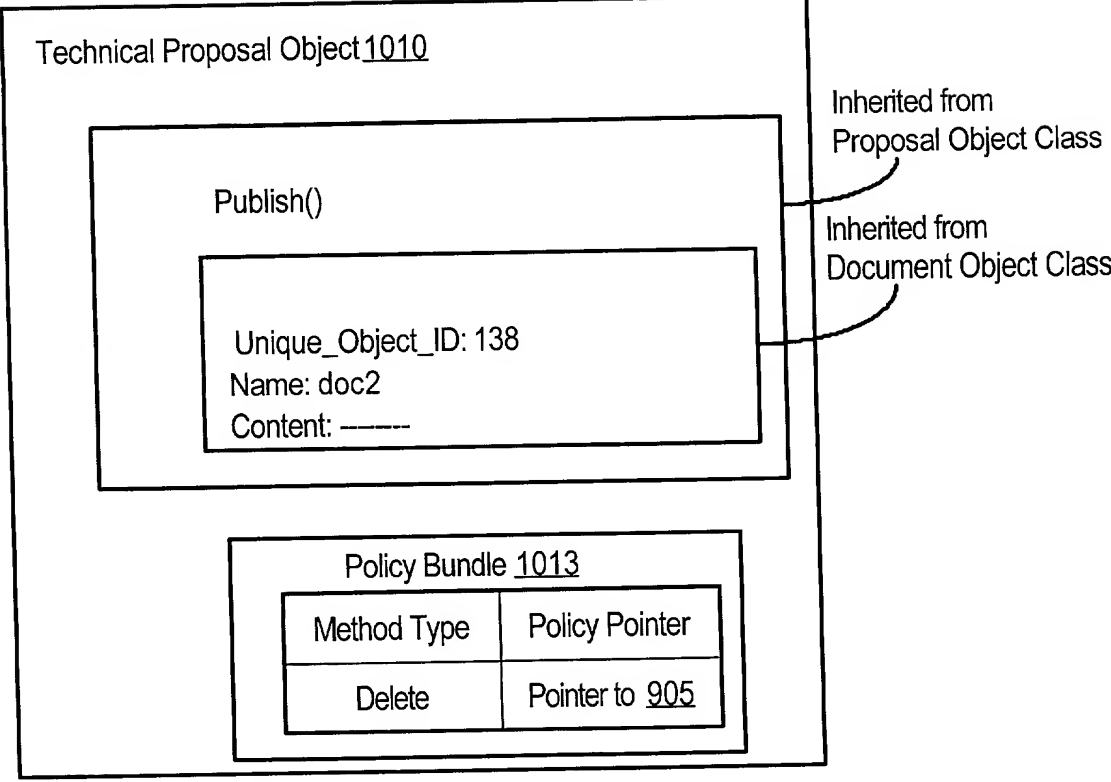 Technical Proposal Object 1010
Inherited from
Proposal Object Class
Publish()
Inherited from
Document Object Class
Unique_Object_ID: 138
Name: doc2
Content: --------
Policy Bundle 1013
Method Type Policy Pointer
Delete Pointer to 905